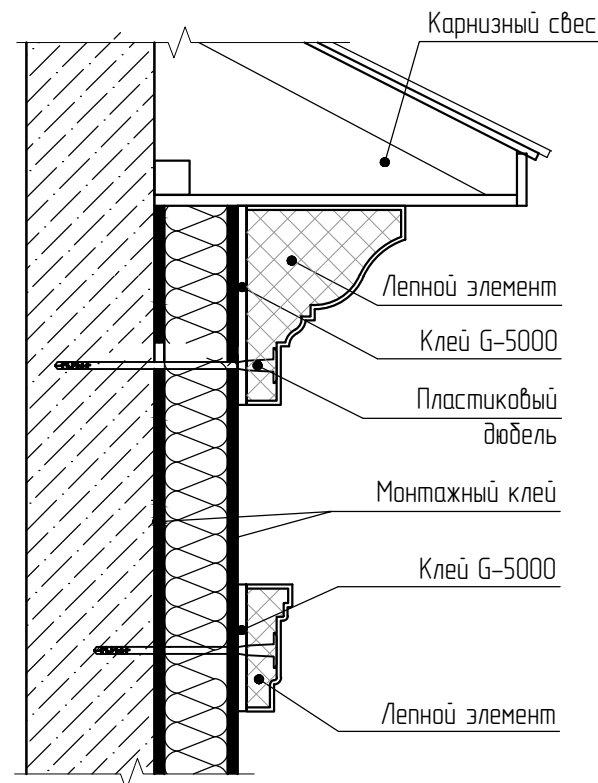 Карнизный свес
Лепной элемент
Клей G-5000
Пластиковый
дюбель
Монтажный клей
Клей G-5000
Лепной элемент